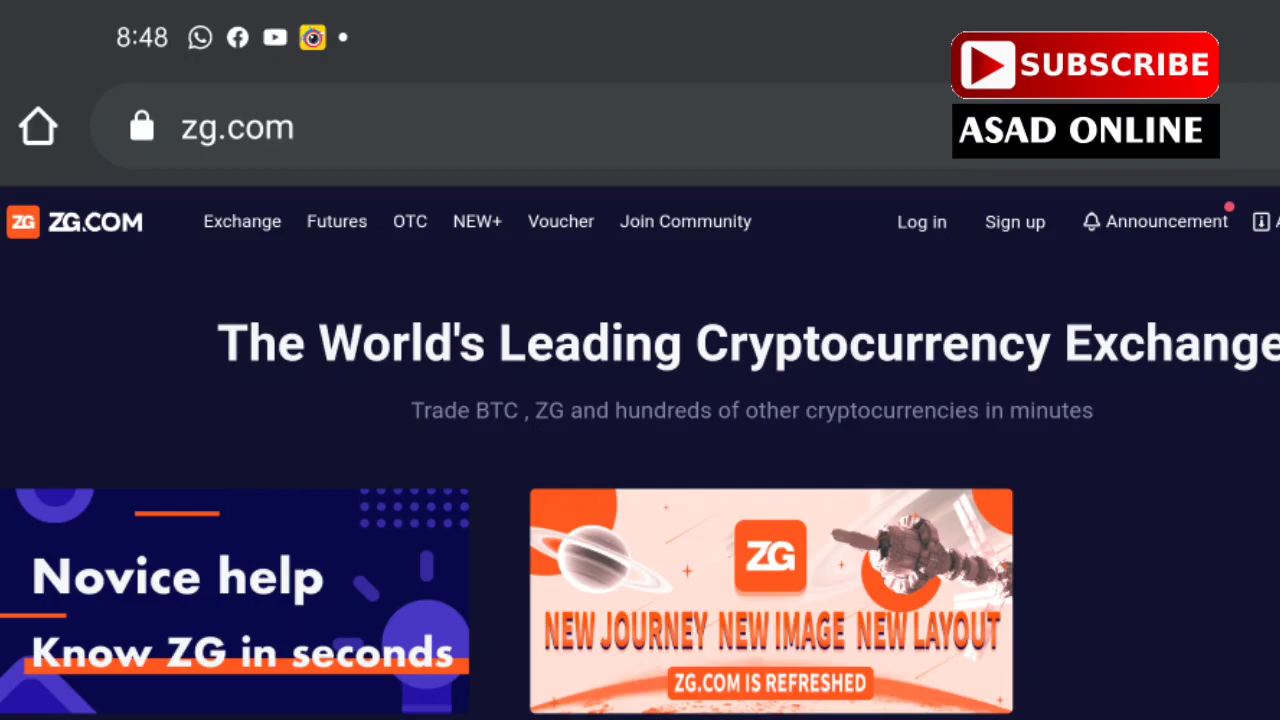 8:48
SUBSCRIBE
ASAD ONLINE
zg.com
ZG ZG.COM Exchange Futures OTC NEW+ Voucher Join Community Log in Sign up Announcement
The World's Leading Cryptocurrency Exchange
Trade BTC , ZG and hundreds of other cryptocurrencies in minutes
Novice help
Know ZG in seconds
ZG
NEW JOURNEY NEW IMAGE NEW LAYOUT
ZG.COM IS REFRESHED